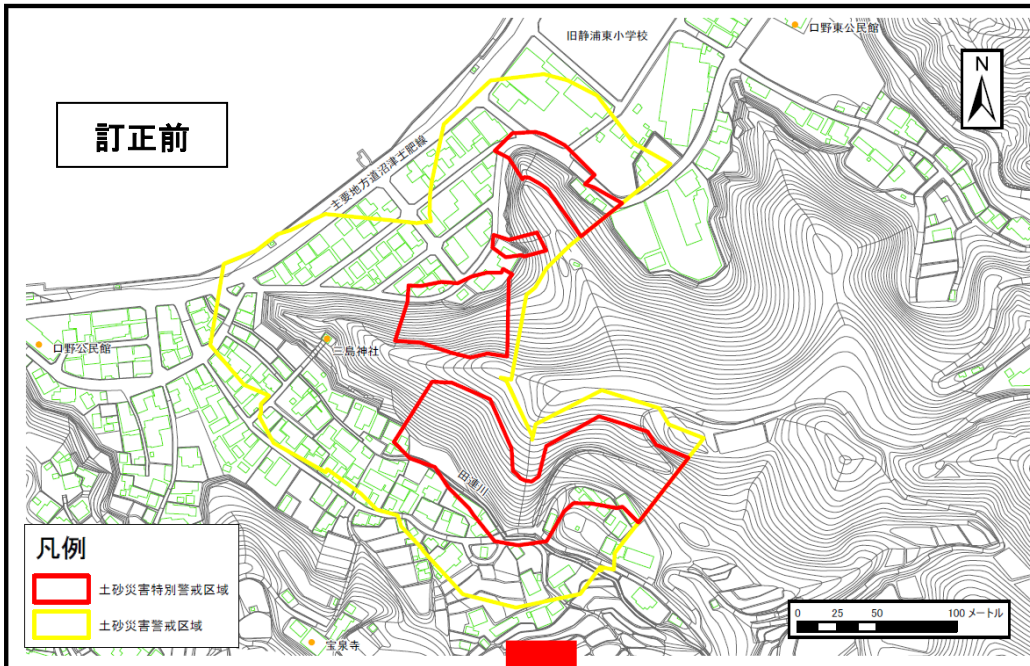 旧静浦東小学校
口野東公民館
N
訂正前
主要地方道沼津土肥線
口野公民館
三島神社
田連川
凡例
土砂災害特別警戒区域
土砂災害警戒区域
宝泉寺
0 25 50 100 メートル